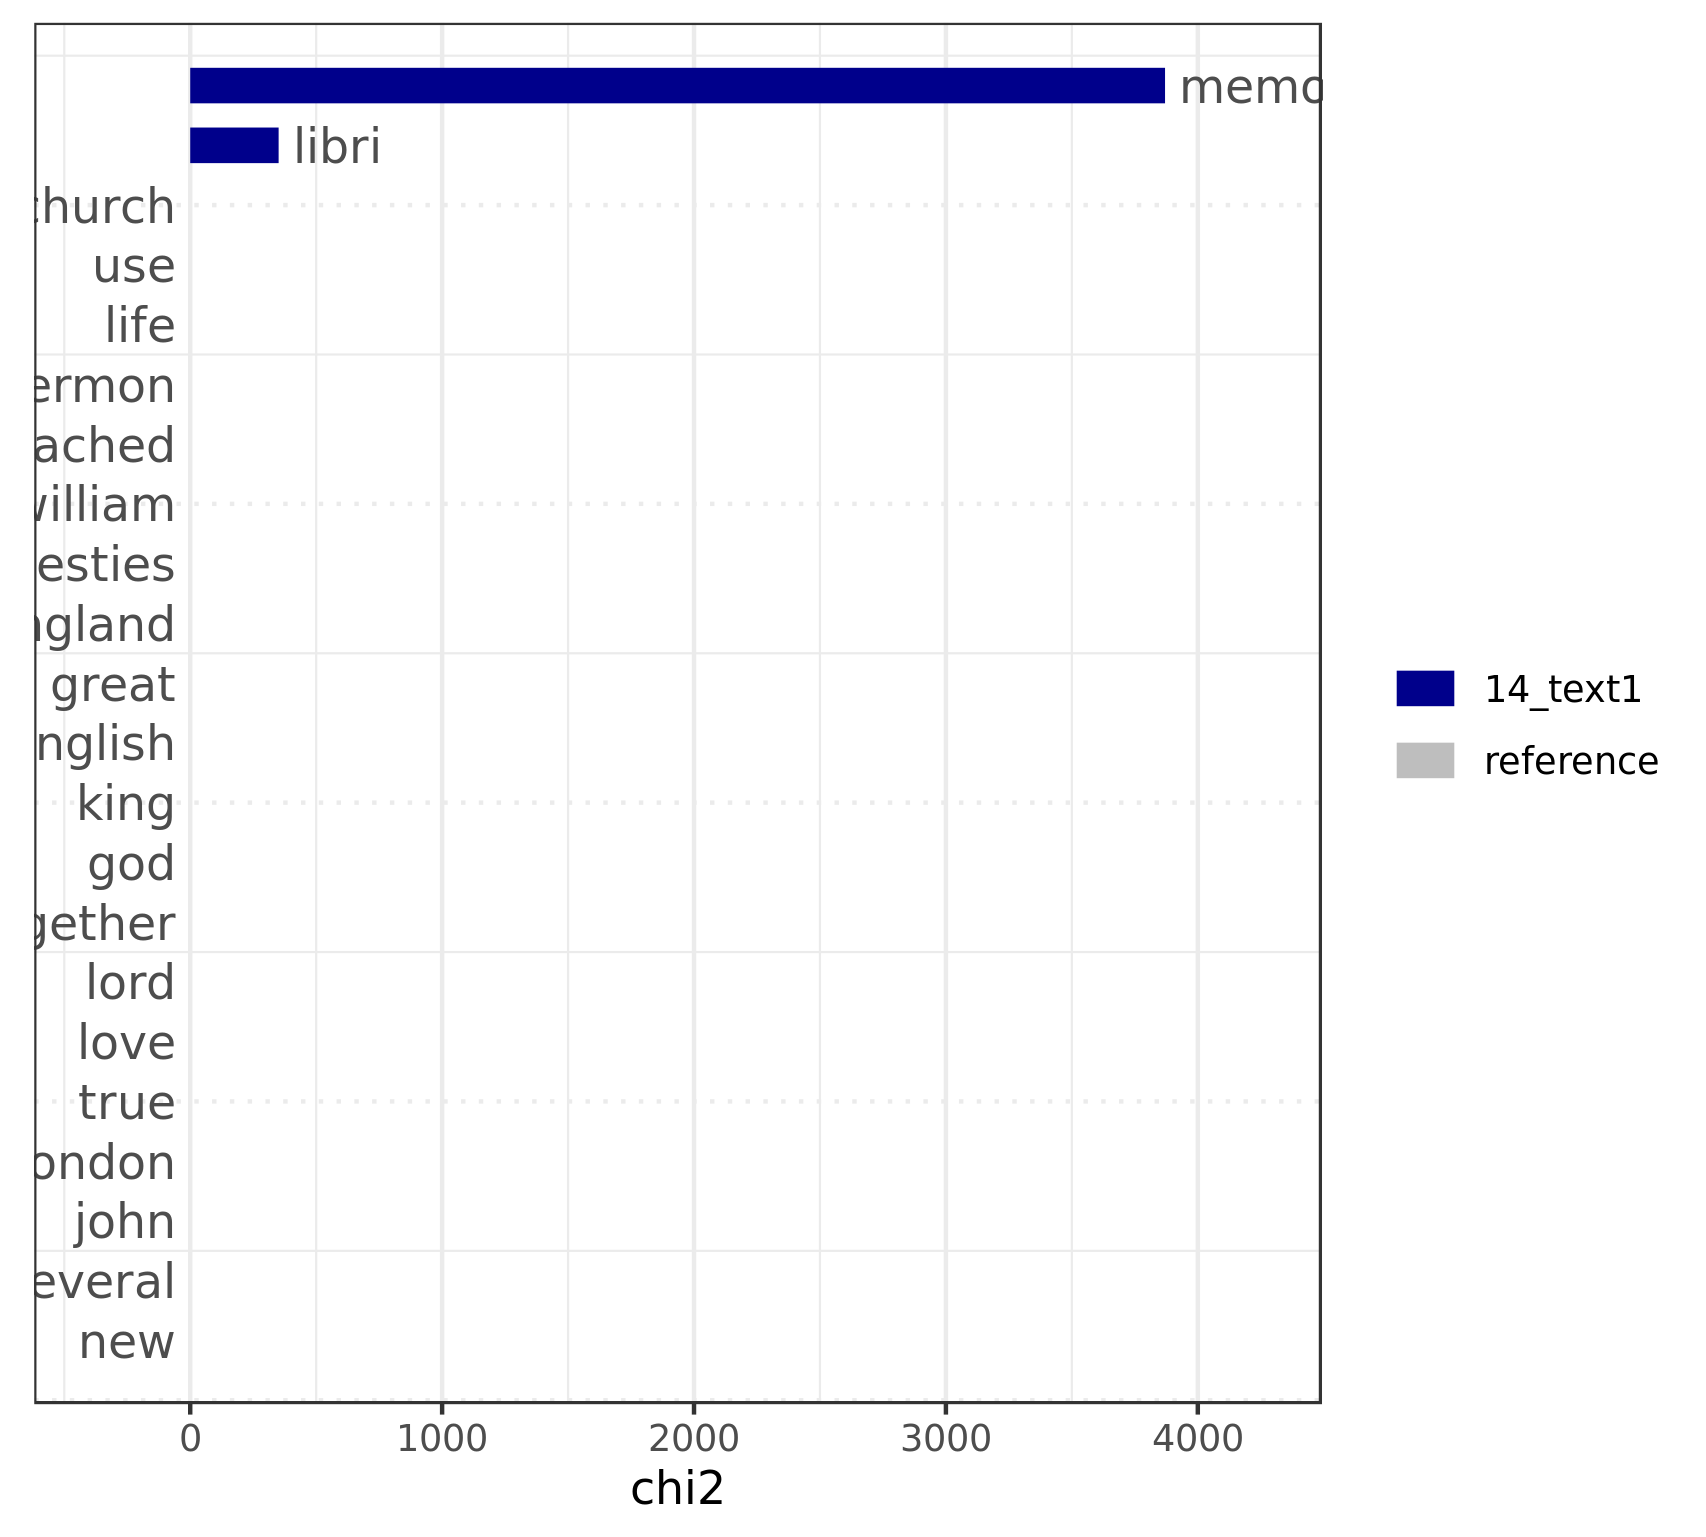 memo
libri
church
use
life
ermon
ached
william
esties
ngland
great
nglish
king
god
gether
lord
love
true
ondon
john
everal
new
14_text1
reference
0 1000 2000 3000 4000
chi2